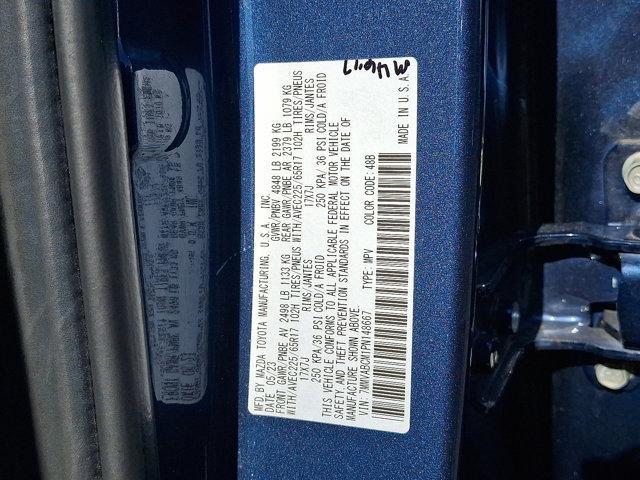 MFD.BY MAZDA TOYOTA MANUFACTURING, U.S.A. INC.
DATE 05/23 GVWR/PNBV 4848 LB 2199 KG
FRONT GAWR/PNBE AV 2498 LB 1133 KG REAR GAWR/PNBE AR 2379 LB 1079 KG
WITH/AVEC225/65R17 102H TIRES/PNEUS WITH/AVEC225/65R17 102H TIRES/PNEUS
17X7J RIMS/JANTES 17X7J RIMS/JANTES
250 KPA/36 PSI COLD/A FROID 250 KPA/36 PSI COLD/A FROID
THIS VEHICLE CONFORMS TO ALL APPLICABLE FEDERAL MOTOR VEHICLE
SAFETY AND THEFT PREVENTION STANDARDS IN EFFECT ON THE DATE OF
MANUFACTURE SHOWN ABOVE.
VIN: 7MMVABCM1PN148667 TYPE: MPV COLOR CODE: 48B MADE IN U.S.A.